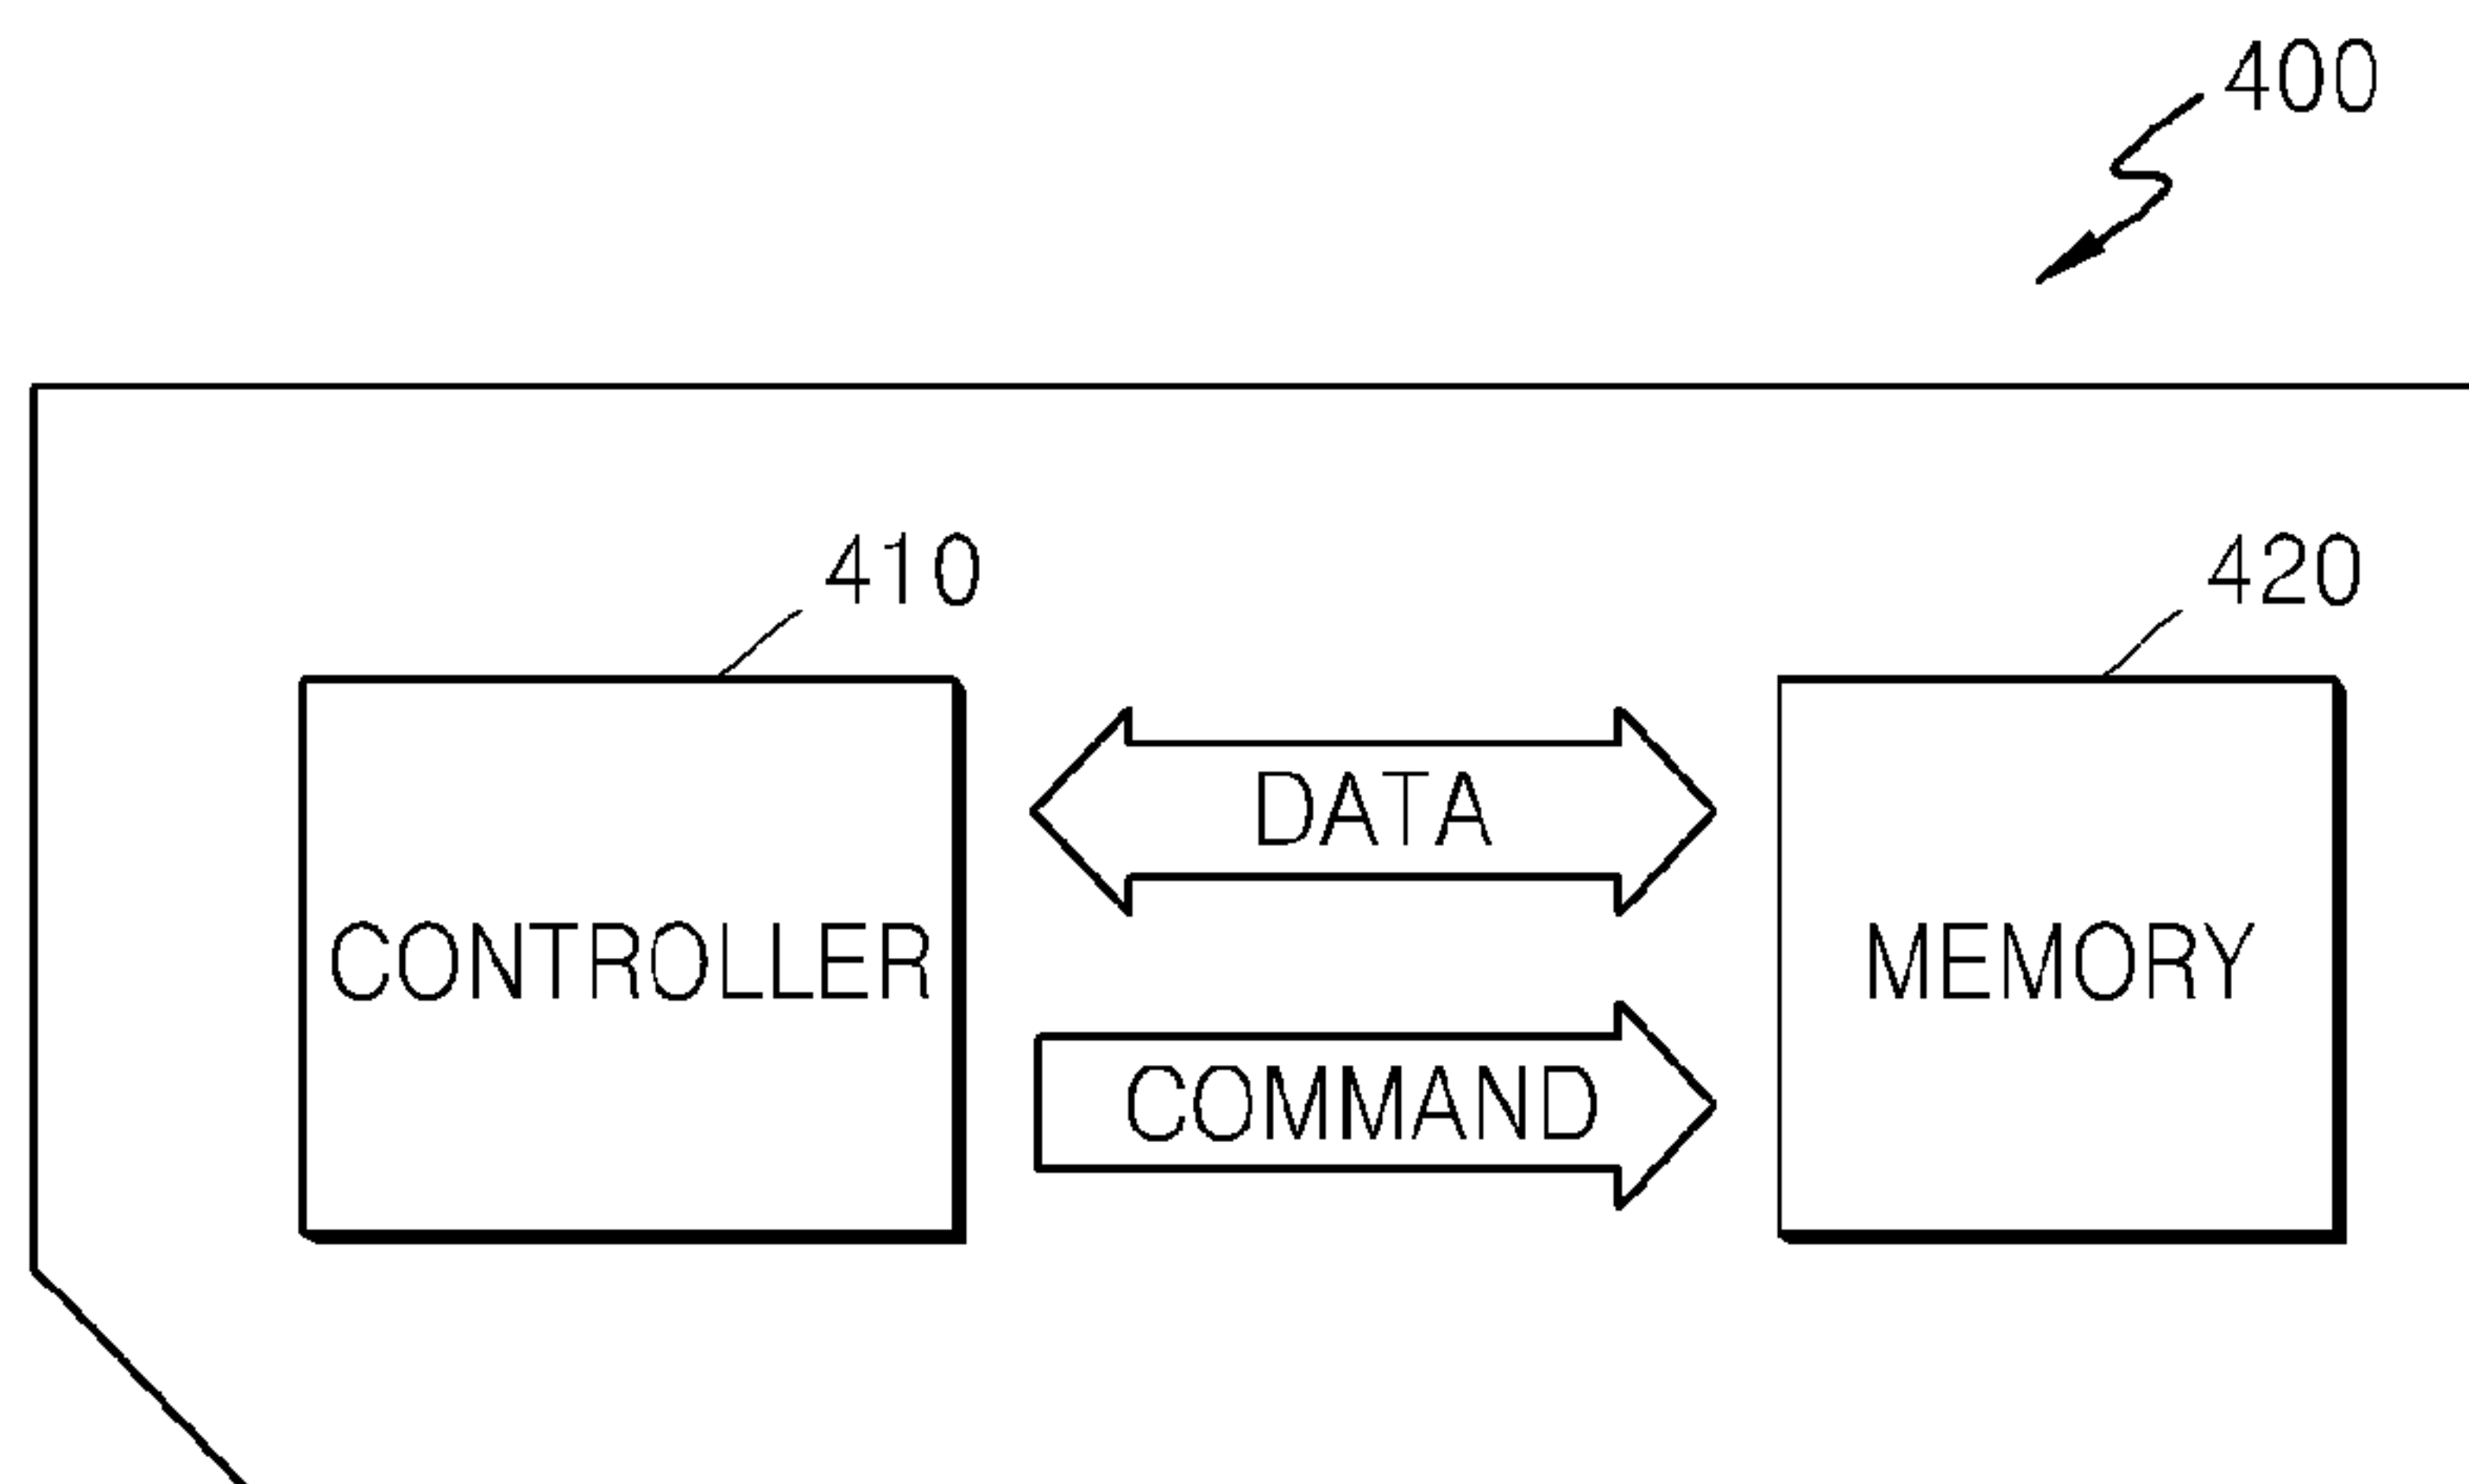 400
410
420
DATA
CONTROLLER
MEMORY
COMMAND